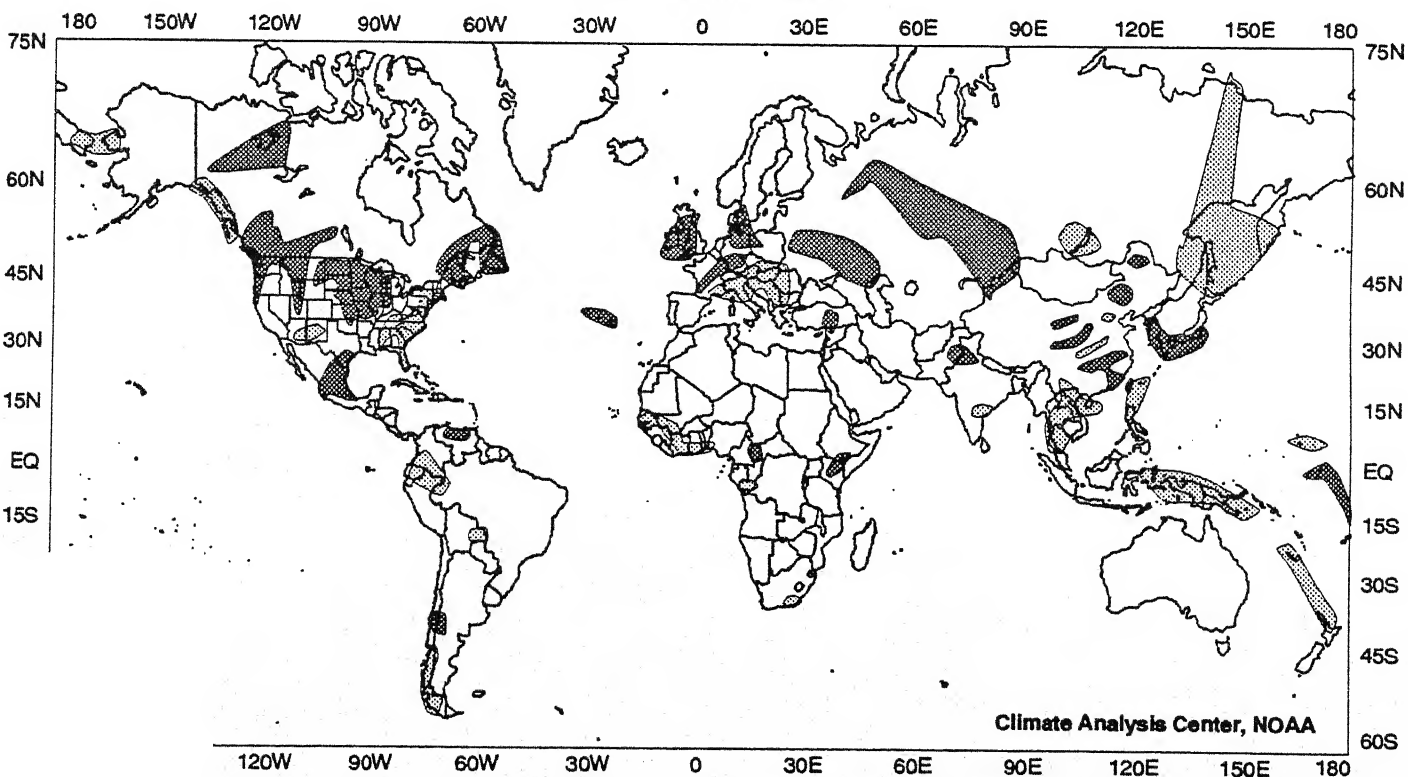 180 150W 120W 90W 60W 30W 0 30E 60E 90E 120E 150E 180
75N 75N
60N 60N
45N 45N
30N 30N
15N 15N
EQ EQ
15S 15S
30S
45S
Climate Analysis Center, NOAA
60S
120W 90W 60W 30W 0 30E 60E 90E 120E 150E 180